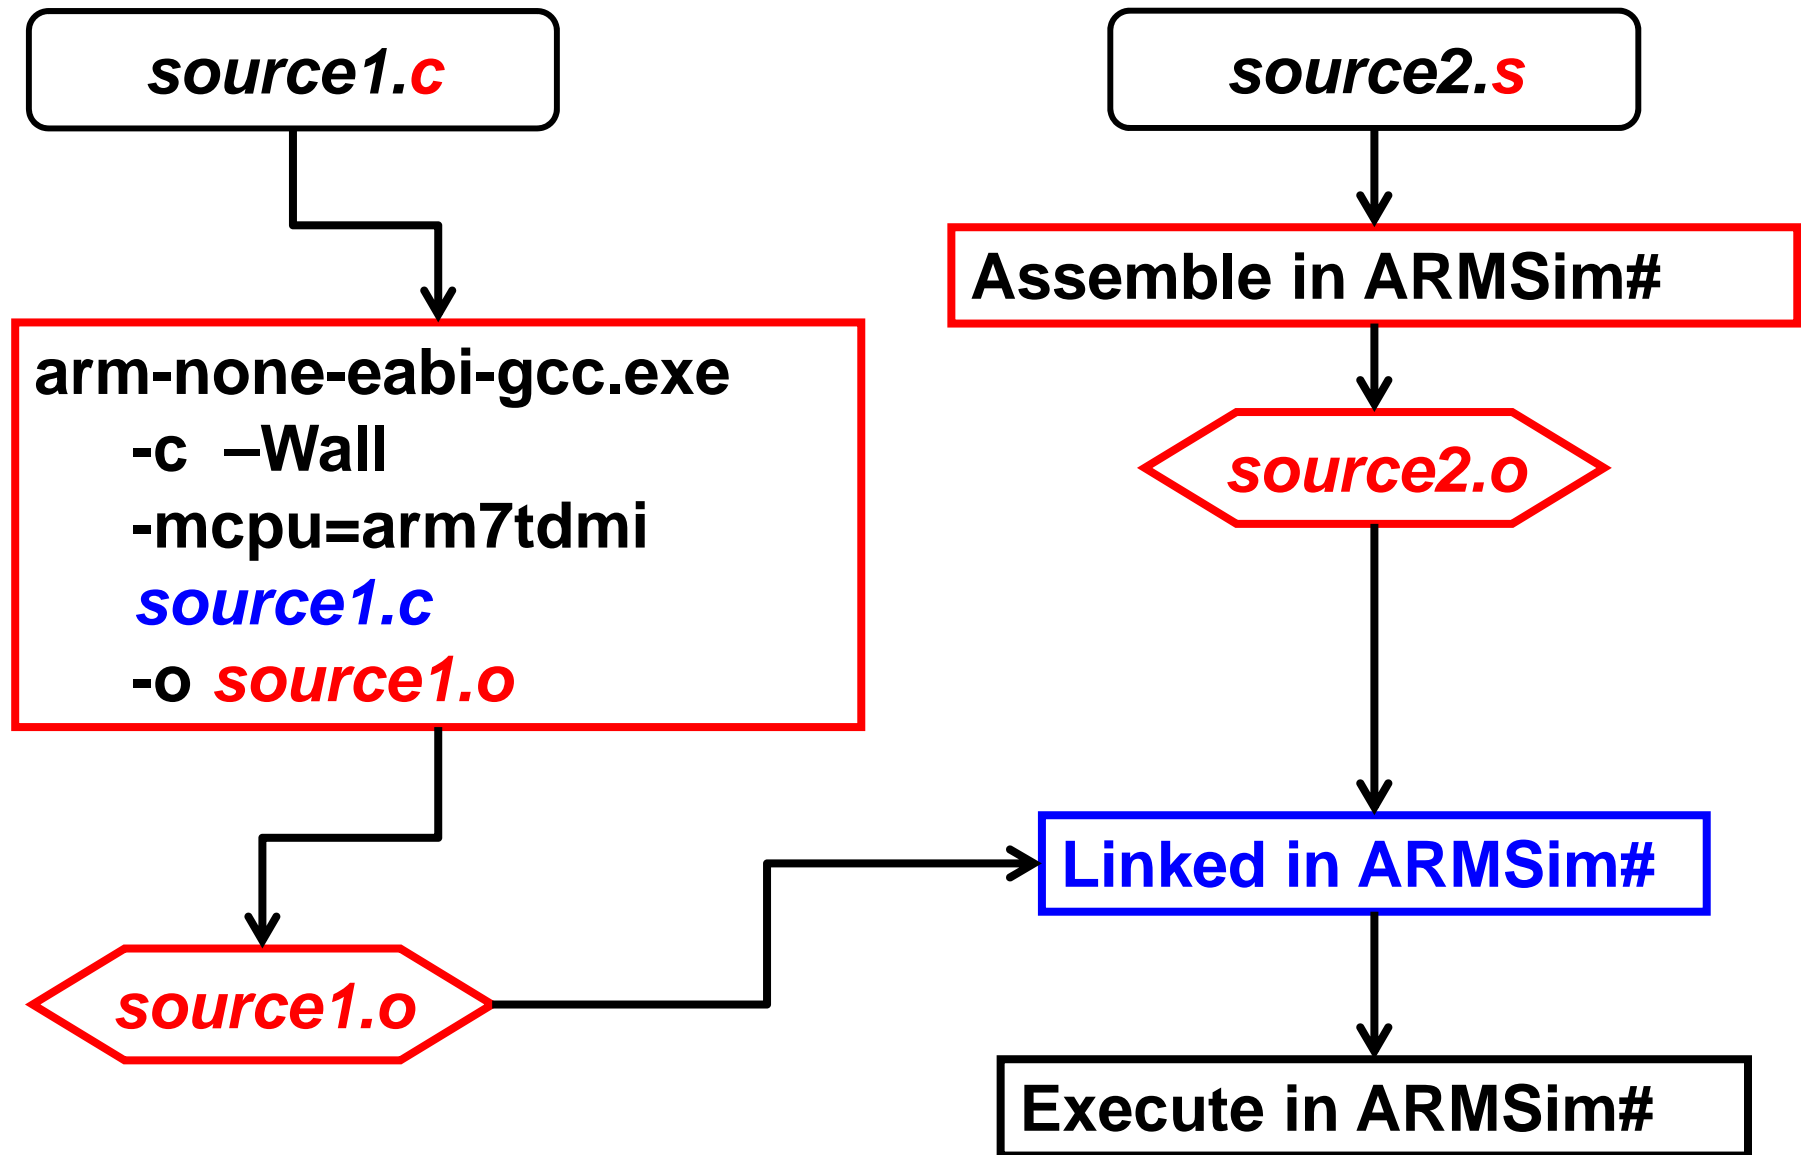 source1.c
source2.s
Assemble in ARMSim#
arm-none-eabi-gcc.exe
-c –Wall
-mcpu=arm7tdmi
source1.c
-o source1.o
source2.o
Linked in ARMSim#
source1.o
Execute in ARMSim#